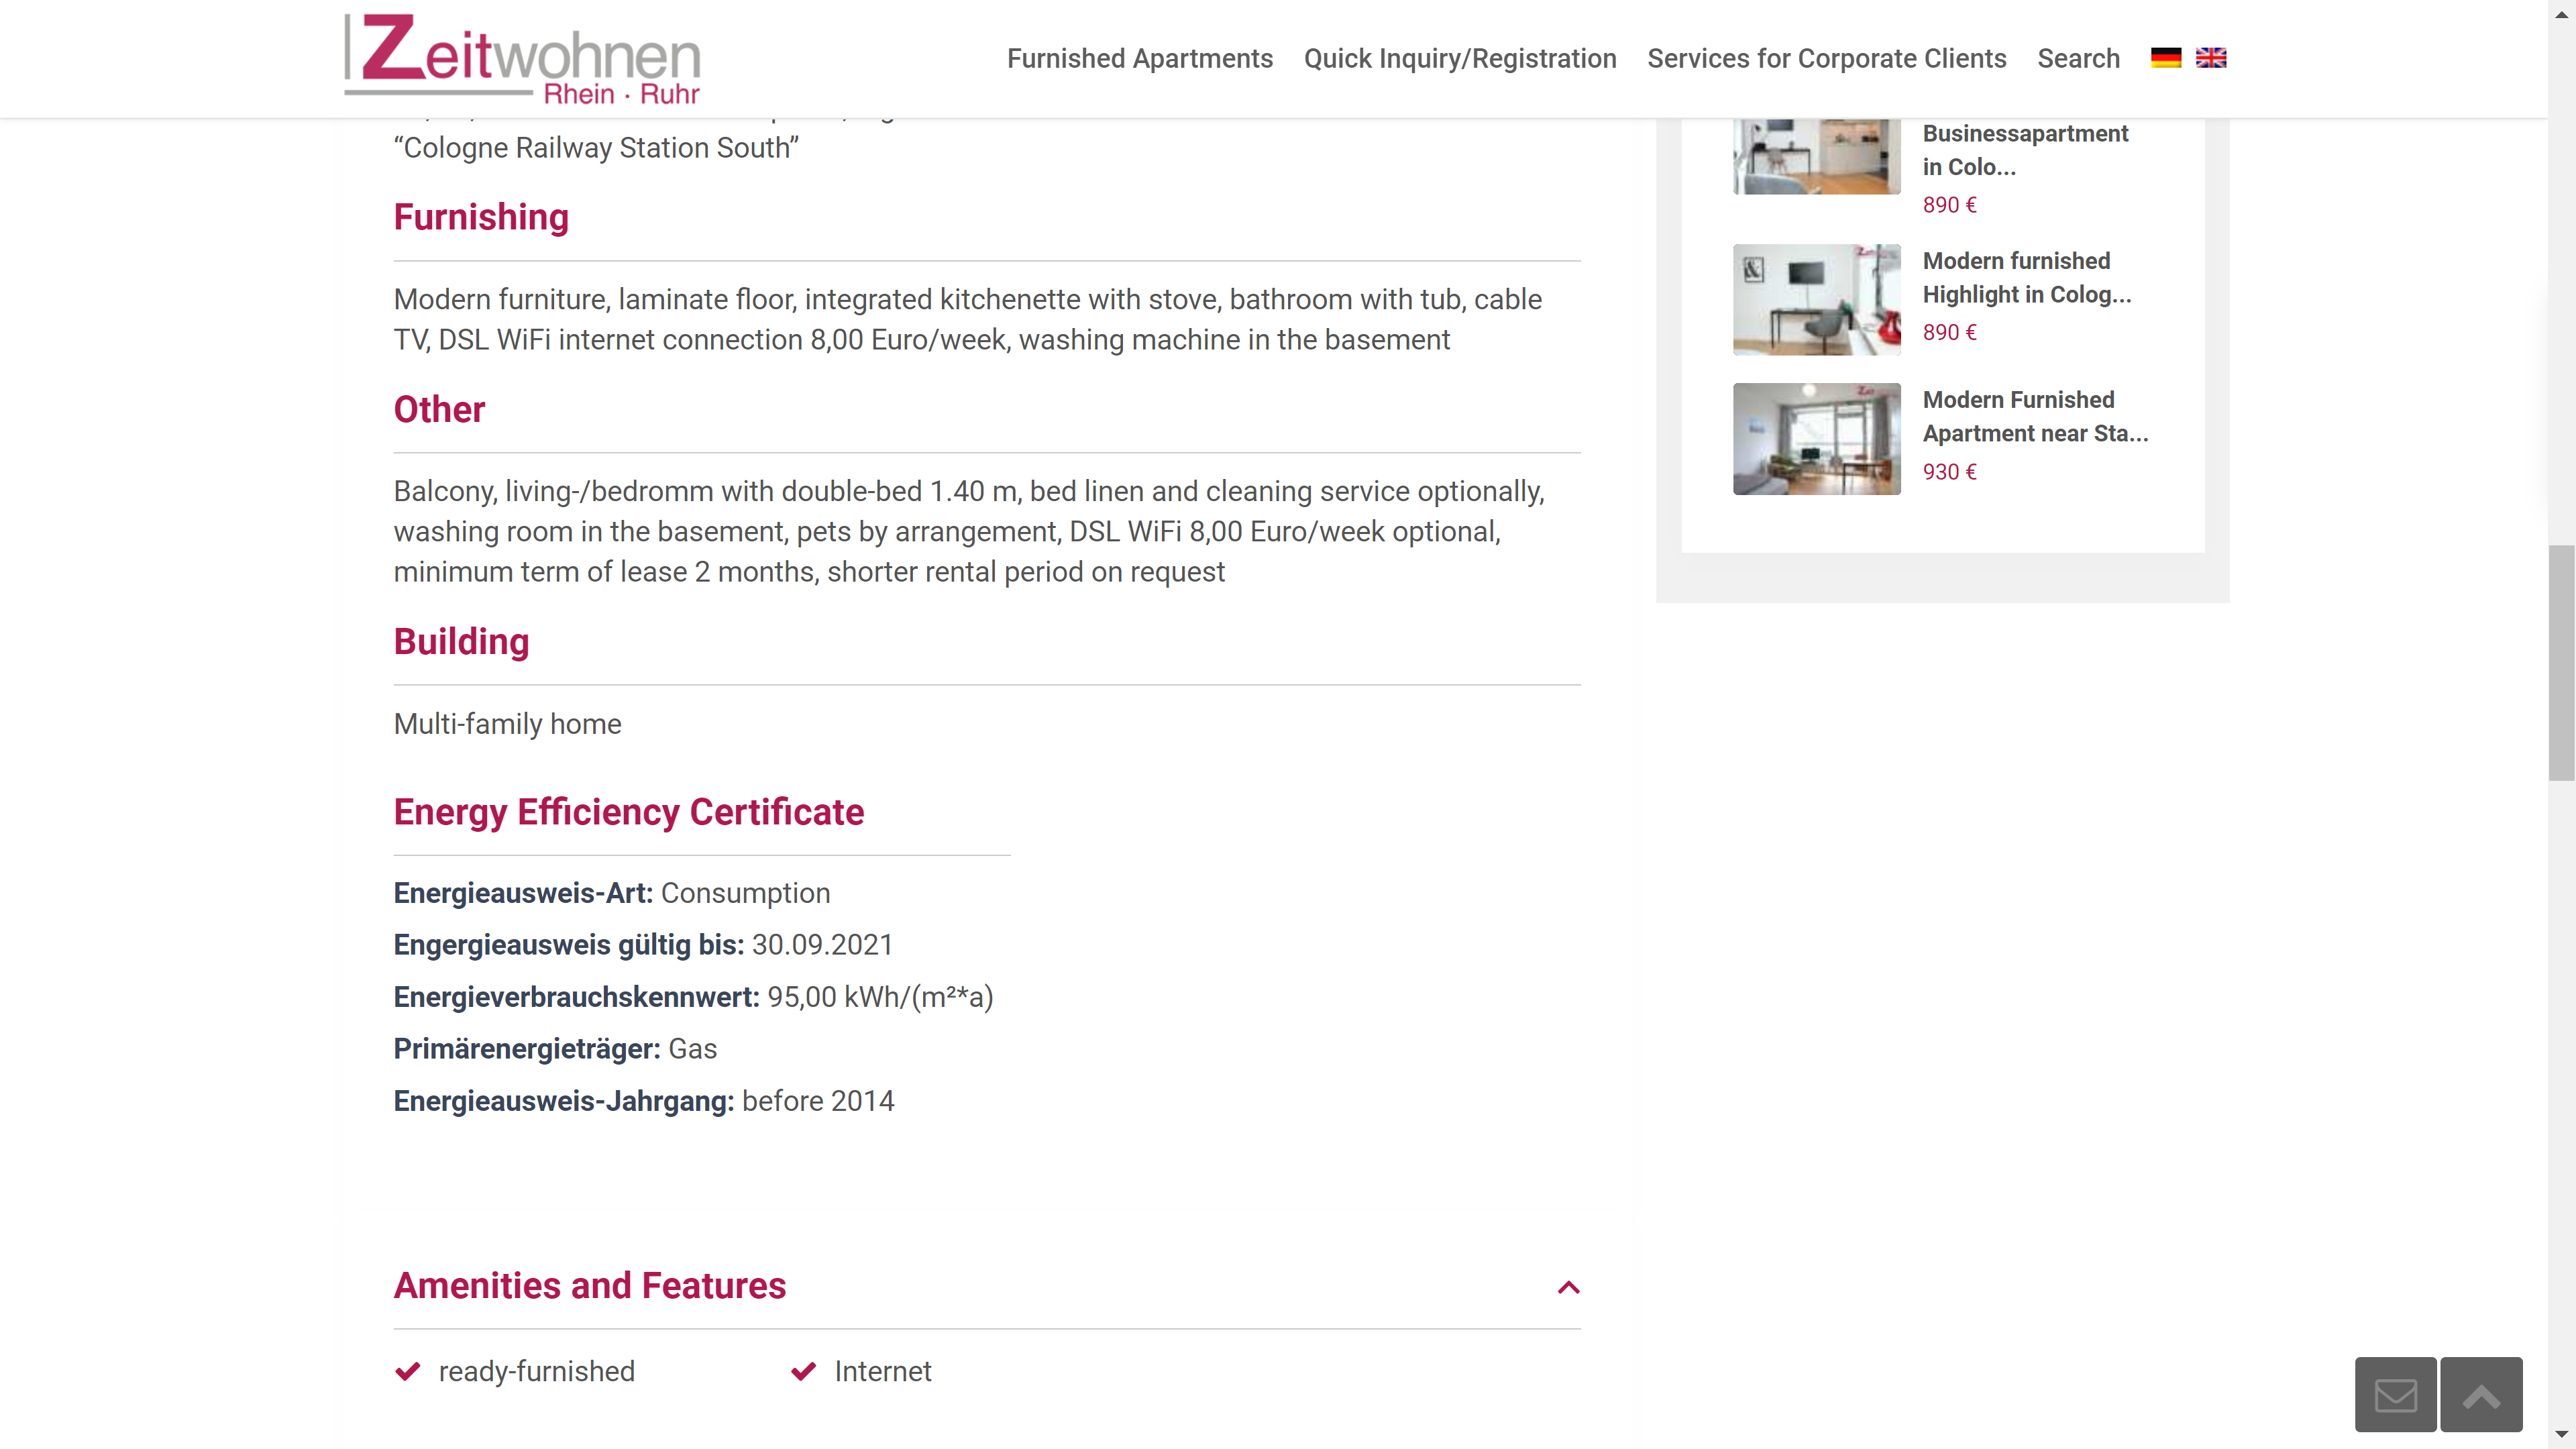 Zeitwohnen
Rhein · Ruhr
Furnished Apartments Quick Inquiry/Registration Services for Corporate Clients Search
“Cologne Railway Station South”
Furnishing
Modern furniture, laminate floor, integrated kitchenette with stove, bathroom with tub, cable
TV, DSL WiFi internet connection 8,00 Euro/week, washing machine in the basement
Other
Balcony, living-/bedromm with double-bed 1.40 m, bed linen and cleaning service optionally,
washing room in the basement, pets by arrangement, DSL WiFi 8,00 Euro/week optional,
minimum term of lease 2 months, shorter rental period on request
Building
Multi-family home
Energy Efficiency Certificate
Energieausweis-Art: Consumption
Engergieausweis gültig bis: 30.09.2021
Energieverbrauchskennwert: 95,00 kWh/(m²*a)
Primärenergieträger: Gas
Energieausweis-Jahrgang: before 2014
Amenities and Features
ready-furnished Internet
Businessapartment
in Colo...
890 €
Modern furnished
Highlight in Colog...
890 €
Modern Furnished
Apartment near Sta...
930 €